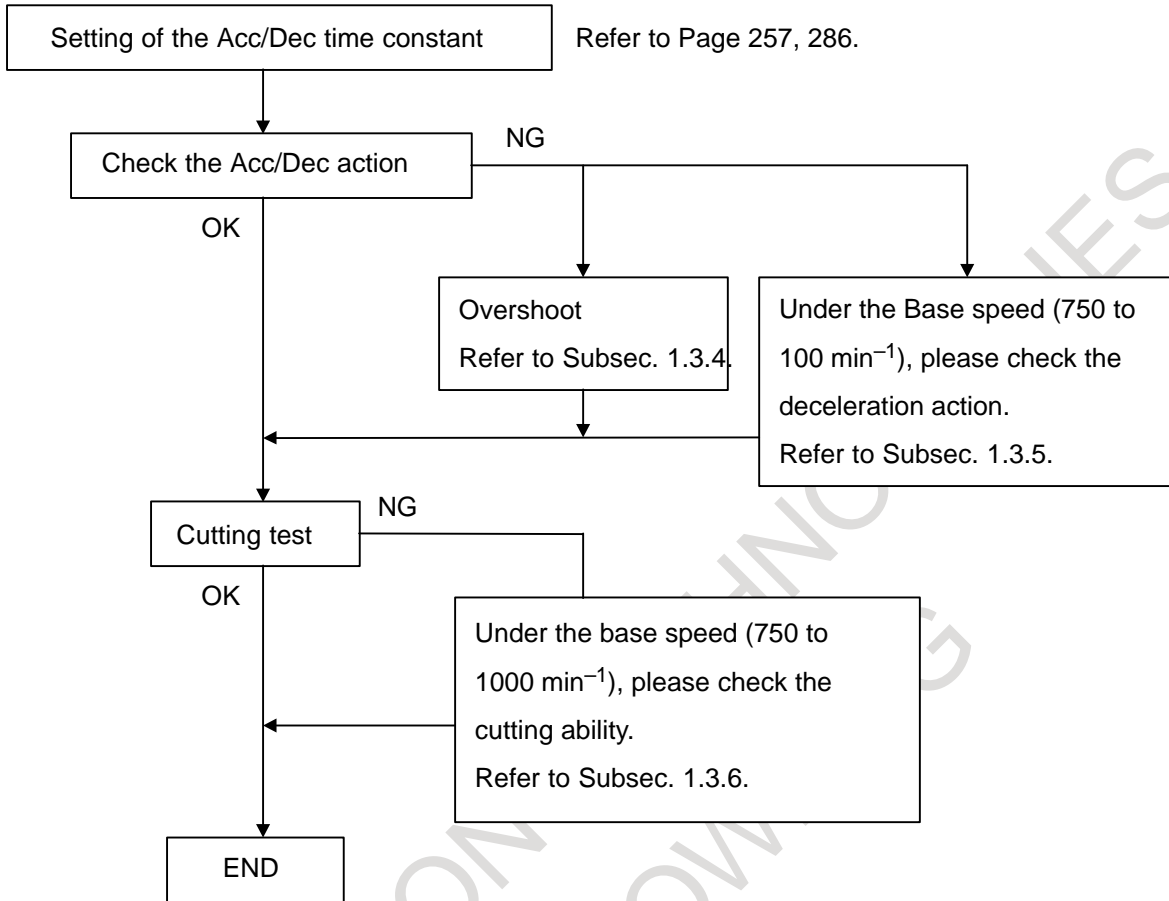 Setting of the Acc/Dec time constant
Refer to Page 257, 286.
Check the Acc/Dec action
NG
OK
Overshoot
Refer to Subsec. 1.3.4.
Under the Base speed (750 to
100 min⁻¹), please check the
deceleration action.
Refer to Subsec. 1.3.5.
Cutting test
NG
OK
Under the base speed (750 to
1000 min⁻¹), please check the
cutting ability.
Refer to Subsec. 1.3.6.
END